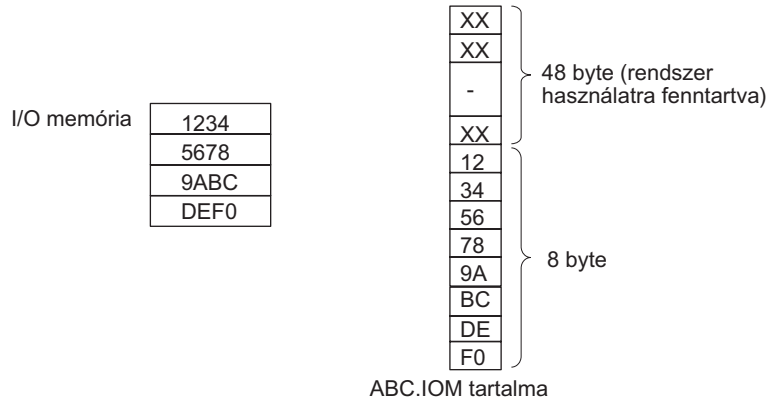 I/O memória
1234
5678
9ABC
DEF0
XX
XX
-
XX
12
34
56
78
9A
BC
DE
F0
48 byte (rendszer
használatra fenntartva)
8 byte
ABC.IOM tartalma